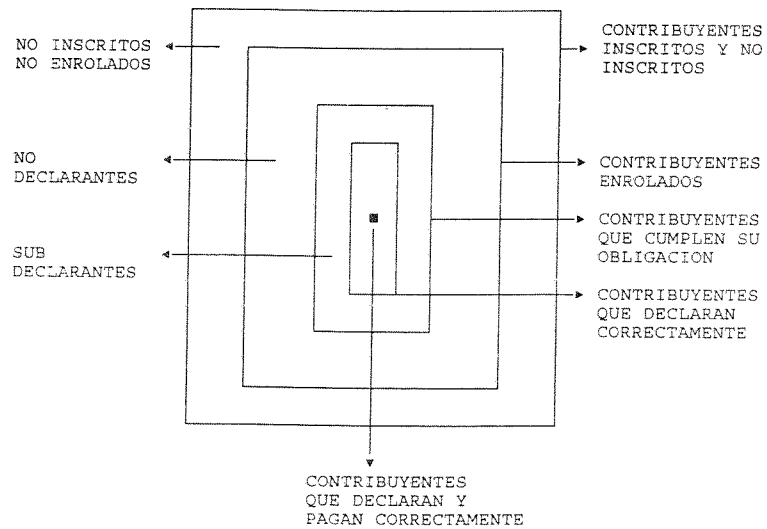 NO INSCRITOS
NO ENROLADOS
CONTRIBUYENTES
INSCRITOS Y NO
INSCRITOS
NO
DECLARANTES
CONTRIBUYENTES
ENROLADOS
CONTRIBUYENTES
QUE CUMPLEN SU
OBLIGACION
SUB
DECLARANTES
CONTRIBUYENTES
QUE DECLARAN
CORRECTAMENTE
CONTRIBUYENTES
QUE DECLARAN Y
PAGAN CORRECTAMENTE